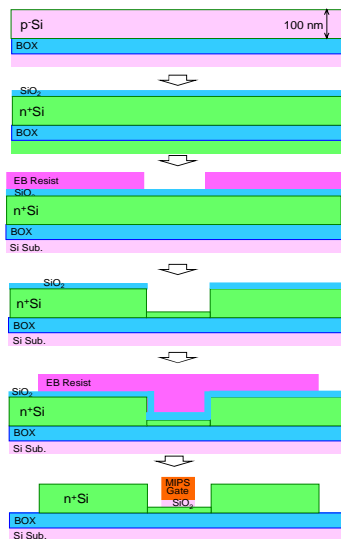 p-Si
100 nm
BOX
SiO2
n+Si
BOX
EB Resist
SiO2
n+Si
BOX
Si Sub.
SiO2
n+Si
BOX
Si Sub.
EB Resist
SiO2
n+Si
BOX
Si Sub.
MIPS
Gate
n+Si
SiO2
BOX
Si Sub.